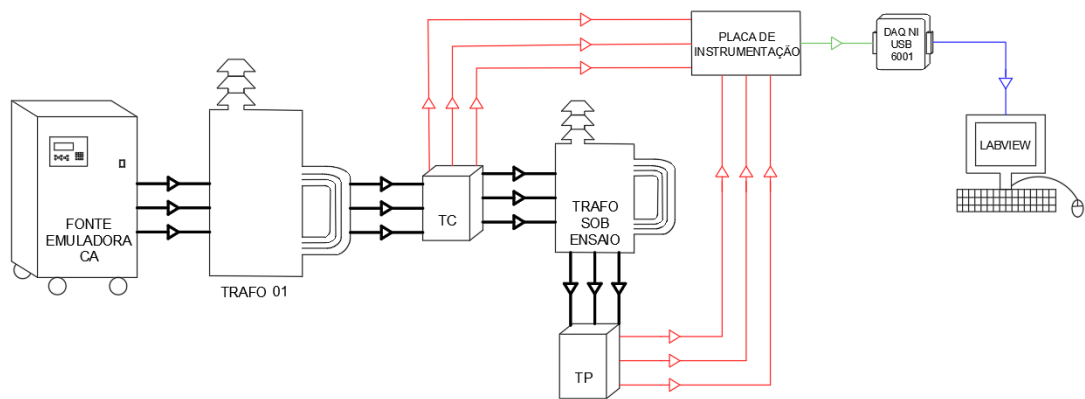 PLACA DE
INSTRUMENTAÇÃO
DAQ NI
USB
6001
LABVIEW
FONTE
EMULADORA
CA
TRAFO 01
TC
TRAFO
SOB
ENSAIO
TP